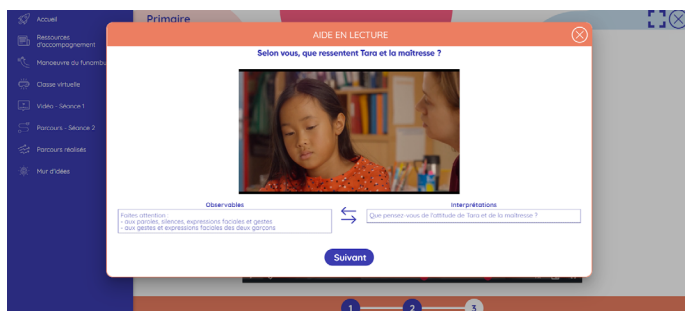 Accueil
Primaire
Ressources
d'accompagnement
Manoeuvre du funambu
Classe virtuelle
Vidéo - Séance 1
Parcours - Séance 2
Parcours réalisés
Mur d'idées
AIDE EN LECTURE
Selon vous, que ressentent Tara et la maîtresse ?
Observables
Faites attention :
- aux paroles, silences, expressions faciales et gestes
- aux gestes et expressions faciales des deux garçons
Interprétations
Que pensez-vous de l'attitude de Tara et de la maîtresse ?
Suivant
1 2 3